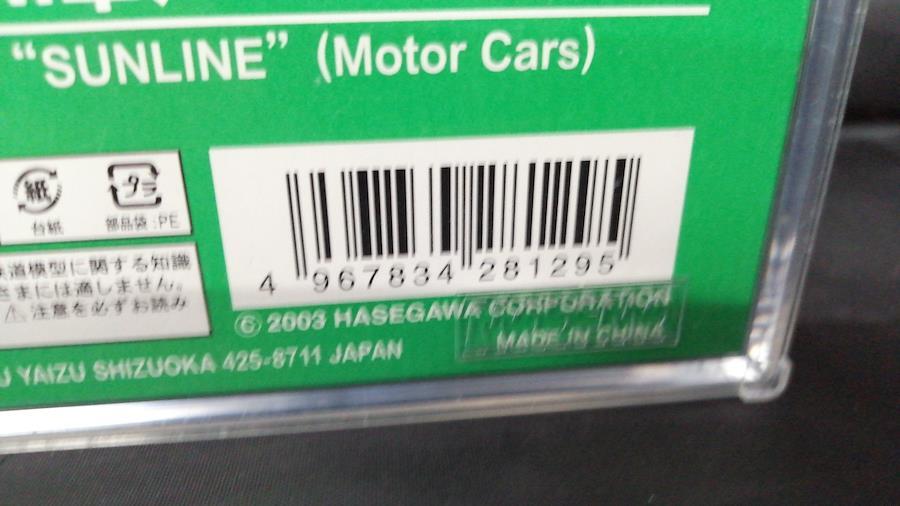 "SUNLINE" (Motor Cars)
紙
台紙
プラ
部品袋:PE
鉄道模型に関する知識
さまには適しません。
⚠注意を必ずお読み
4 967834 281295
© 2003 HASEGAWA CORPORATION
MADE IN CHINA
U YAIZU SHIZUOKA 425-8711 JAPAN